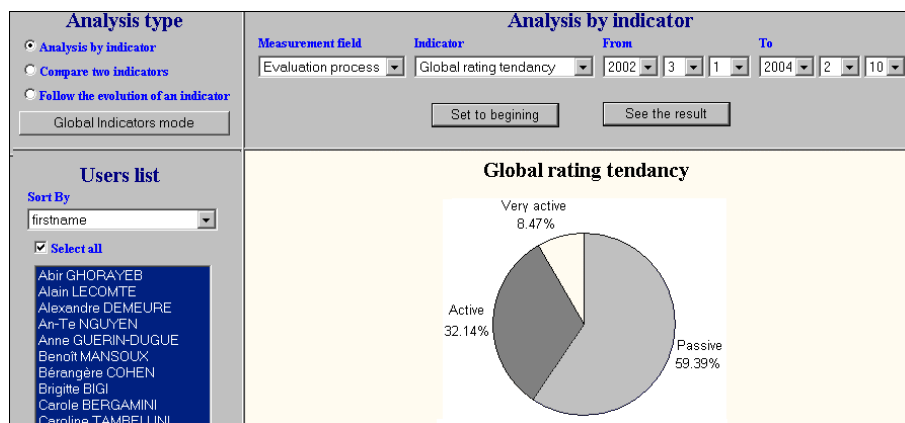 Analysis type
Analysis by indicator
Compare two indicators
Follow the evolution of an indicator
Global Indicators mode
Analysis by indicator
Measurement field Indicator From To
Evaluation process Global rating tendency 2002 3 1 2004 2 10
Set to begining See the result
Users list
Sort By
firstname
Select all
Abir GHORAYEB
Alain LECOMTE
Alexandre DEMEURE
An-Te NGUYEN
Anne GUERIN-DUGUE
Benoît MANSOUX
Bérangère COHEN
Brigitte BIGI
Carole BERGAMINI
Caroline TAMBELLINI
Global rating tendancy
Very active
8.47%
Active
32.14%
Passive
59.39%